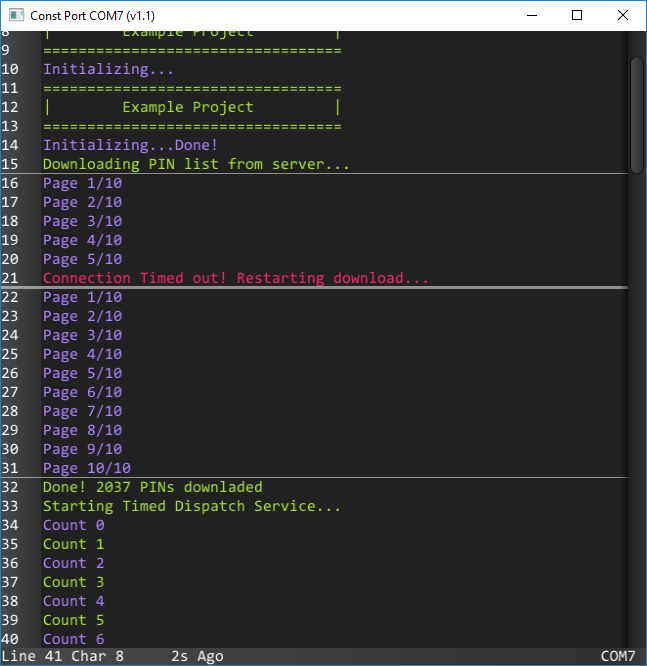 Const Port COM7 (v1.1)
8 | Example Project |
9 ==================================
10 Initializing...
11 ==================================
12 | Example Project |
13 ==================================
14 Initializing...Done!
15 Downloading PIN list from server...
16 Page 1/10
17 Page 2/10
18 Page 3/10
19 Page 4/10
20 Page 5/10
21 Connection Timed out! Restarting download...
22 Page 1/10
23 Page 2/10
24 Page 3/10
25 Page 4/10
26 Page 5/10
27 Page 6/10
28 Page 7/10
29 Page 8/10
30 Page 9/10
31 Page 10/10
32 Done! 2037 PINs downladed
33 Starting Timed Dispatch Service...
34 Count 0
35 Count 1
36 Count 2
37 Count 3
38 Count 4
39 Count 5
40 Count 6
Line 41 Char 8 2s Ago COM7